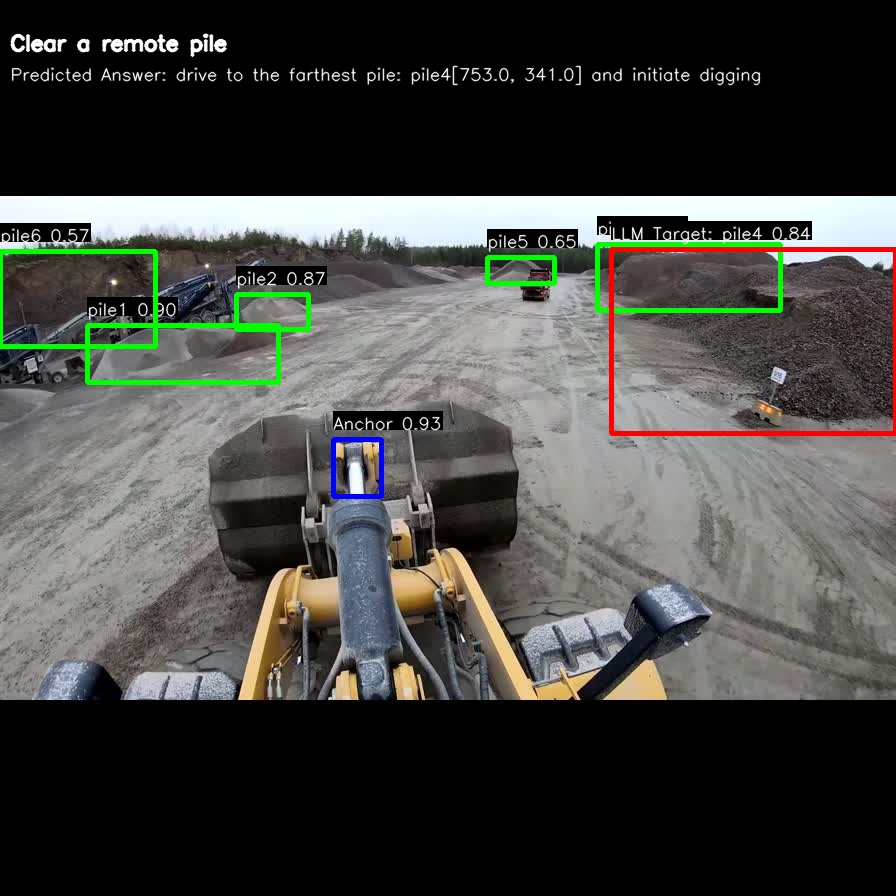 Clear a remote pile
Predicted Answer: drive to the farthest pile: pile4[753.0, 341.0] and initiate digging
pile6 0.57
pile5 0.65
LLM Target: pile4 0.84
pile2 0.87
pile1 0.90
Anchor 0.93